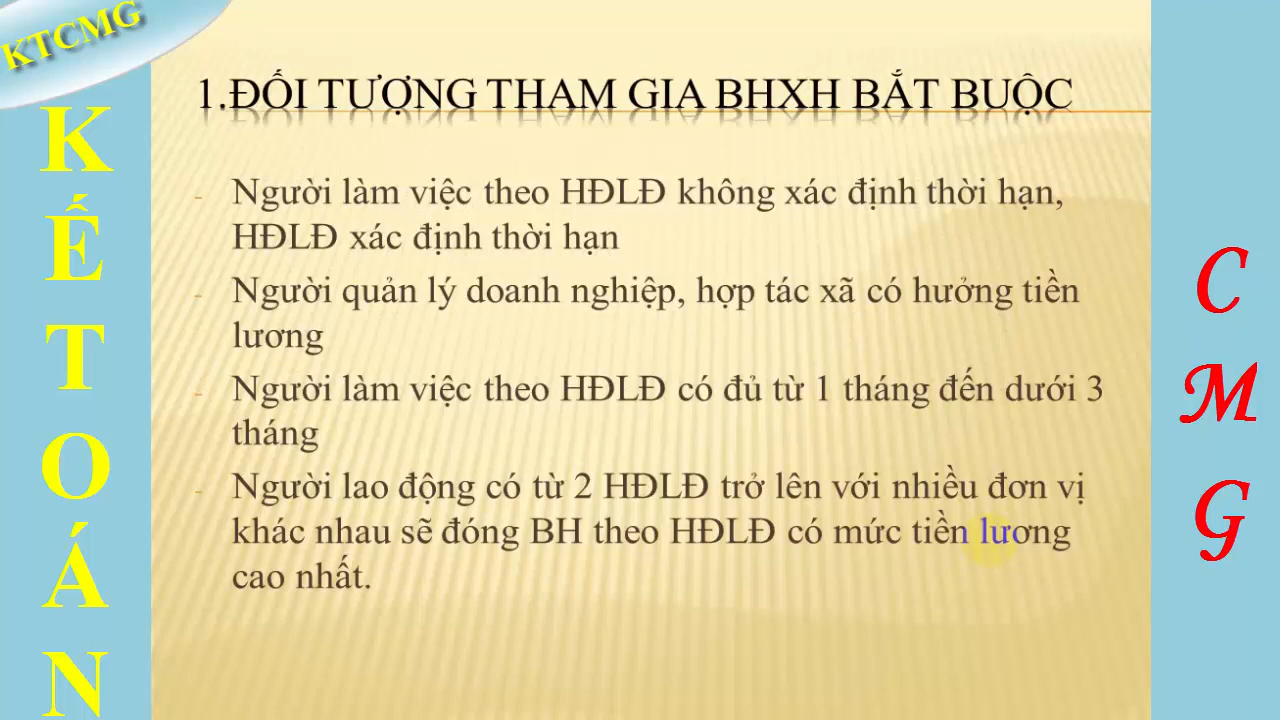 KTCMG
KẾ TOÁN
1.ĐỐI TƯỢNG THAM GIA BHXH BẮT BUỘC
- Người làm việc theo HĐLĐ không xác định thời hạn,
HĐLĐ xác định thời hạn
- Người quản lý doanh nghiệp, hợp tác xã có hưởng tiền
lương
- Người làm việc theo HĐLĐ có đủ từ 1 tháng đến dưới 3
tháng
- Người lao động có từ 2 HĐLĐ trở lên với nhiều đơn vị
khác nhau sẽ đóng BH theo HĐLĐ có mức tiền lương
cao nhất.
CMG